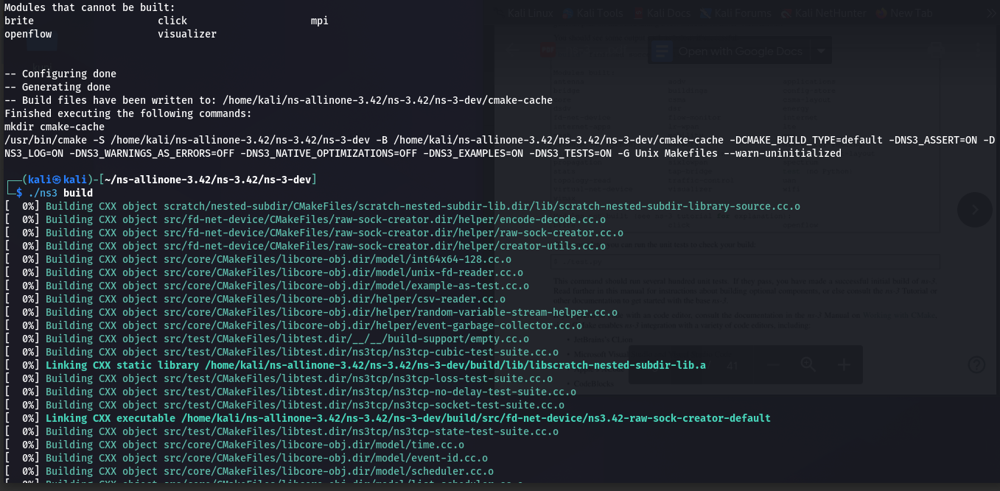 Modules that cannot be built:
brite click mpi
openflow visualizer
-- Configuring done
-- Generating done
-- Build files have been written to: /home/kali/ns-allinone-3.42/ns-3.42/ns-3-dev/cmake-cache
Finished executing the following commands:
mkdir cmake-cache
/usr/bin/cmake -S /home/kali/ns-allinone-3.42/ns-3.42/ns-3-dev -B /home/kali/ns-allinone-3.42/ns-3.42/ns-3-dev/cmake-cache -DCMAKE_BUILD_TYPE=default -DNS3_ASSERT=ON -D
NS3_LOG=ON -DNS3_WARNINGS_AS_ERRORS=OFF -DNS3_NATIVE_OPTIMIZATIONS=OFF -DNS3_EXAMPLES=ON -DNS3_TESTS=ON -G Unix Makefiles --warn-uninitialized
┌──(kali㉿kali)-[~/ns-allinone-3.42/ns-3.42/ns-3-dev]
└─$ ./ns3 build
[  0%] Building CXX object scratch/nested-subdir/CMakeFiles/scratch-nested-subdir-lib.dir/lib/scratch-nested-subdir-library-source.cc.o
[  0%] Building CXX object src/fd-net-device/CMakeFiles/raw-sock-creator.dir/helper/encode-decode.cc.o
[  0%] Building CXX object src/fd-net-device/CMakeFiles/raw-sock-creator.dir/helper/raw-sock-creator.cc.o
[  0%] Building CXX object src/fd-net-device/CMakeFiles/raw-sock-creator.dir/helper/creator-utils.cc.o
[  0%] Building CXX object src/core/CMakeFiles/libcore-obj.dir/model/int64x64-128.cc.o
[  0%] Building CXX object src/core/CMakeFiles/libcore-obj.dir/model/unix-fd-reader.cc.o
[  0%] Building CXX object src/core/CMakeFiles/libcore-obj.dir/model/example-as-test.cc.o
[  0%] Building CXX object src/core/CMakeFiles/libcore-obj.dir/helper/csv-reader.cc.o
[  0%] Building CXX object src/core/CMakeFiles/libcore-obj.dir/helper/random-variable-stream-helper.cc.o
[  0%] Building CXX object src/core/CMakeFiles/libcore-obj.dir/helper/event-garbage-collector.cc.o
[  0%] Building CXX object src/test/CMakeFiles/libtest.dir/__/__/build-support/empty.cc.o
[  0%] Building CXX object src/test/CMakeFiles/libtest.dir/ns3tcp/ns3tcp-cubic-test-suite.cc.o
[  0%] Linking CXX static library /home/kali/ns-allinone-3.42/ns-3.42/ns-3-dev/build/lib/libscratch-nested-subdir-lib.a
[  0%] Building CXX object src/test/CMakeFiles/libtest.dir/ns3tcp/ns3tcp-loss-test-suite.cc.o
[  0%] Building CXX object src/test/CMakeFiles/libtest.dir/ns3tcp/ns3tcp-no-delay-test-suite.cc.o
[  0%] Building CXX object src/test/CMakeFiles/libtest.dir/ns3tcp/ns3tcp-socket-test-suite.cc.o
[  0%] Linking CXX executable /home/kali/ns-allinone-3.42/ns-3.42/ns-3-dev/build/src/fd-net-device/ns3.42-raw-sock-creator-default
[  0%] Building CXX object src/test/CMakeFiles/libtest.dir/ns3tcp/ns3tcp-state-test-suite.cc.o
[  0%] Building CXX object src/core/CMakeFiles/libcore-obj.dir/model/time.cc.o
[  0%] Building CXX object src/core/CMakeFiles/libcore-obj.dir/model/event-id.cc.o
[  0%] Building CXX object src/core/CMakeFiles/libcore-obj.dir/model/scheduler.cc.o
[  0%] Building CXX object src/core/CMakeFiles/libcore-obj.dir/model/list-scheduler.cc.o
Kali Linux Kali Tools Kali Docs Kali Forums Kali NetHunter New Tab
Open with Google Docs
41
CodeBlocks